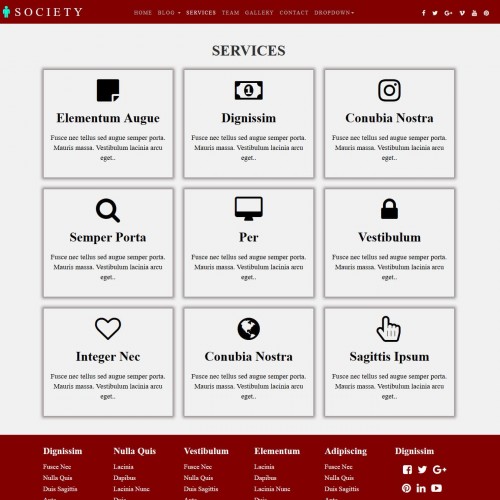 SOCIETY
HOME BLOG SERVICES TEAM GALLERY CONTACT DROPDOWN
SERVICES
Elementum Augue
Fusce nec tellus sed augue semper porta.
Mauris massa. Vestibulum lacinia arcu
eget..
Dignissim
Fusce nec tellus sed augue semper porta.
Mauris massa. Vestibulum lacinia arcu
eget..
Conubia Nostra
Fusce nec tellus sed augue semper porta.
Mauris massa. Vestibulum lacinia arcu
eget..
Semper Porta
Fusce nec tellus sed augue semper porta.
Mauris massa. Vestibulum lacinia arcu
eget..
Per
Fusce nec tellus sed augue semper porta.
Mauris massa. Vestibulum lacinia arcu
eget..
Vestibulum
Fusce nec tellus sed augue semper porta.
Mauris massa. Vestibulum lacinia arcu
eget..
Integer Nec
Fusce nec tellus sed augue semper porta.
Mauris massa. Vestibulum lacinia arcu
eget..
Conubia Nostra
Fusce nec tellus sed augue semper porta.
Mauris massa. Vestibulum lacinia arcu
eget..
Sagittis Ipsum
Fusce nec tellus sed augue semper porta.
Mauris massa. Vestibulum lacinia arcu
eget..
Dignissim
Fusce Nec
Nulla Quis
Duis Sagittis
Nulla Quis
Lacinia
Dapibus
Lacinia Nunc
Vestibulum
Fusce Nec
Nulla Quis
Duis Sagittis
Elementum
Lacinia
Dapibus
Lacinia Nunc
Adipiscing
Fusce Nec
Nulla Quis
Duis Sagittis
Dignissim